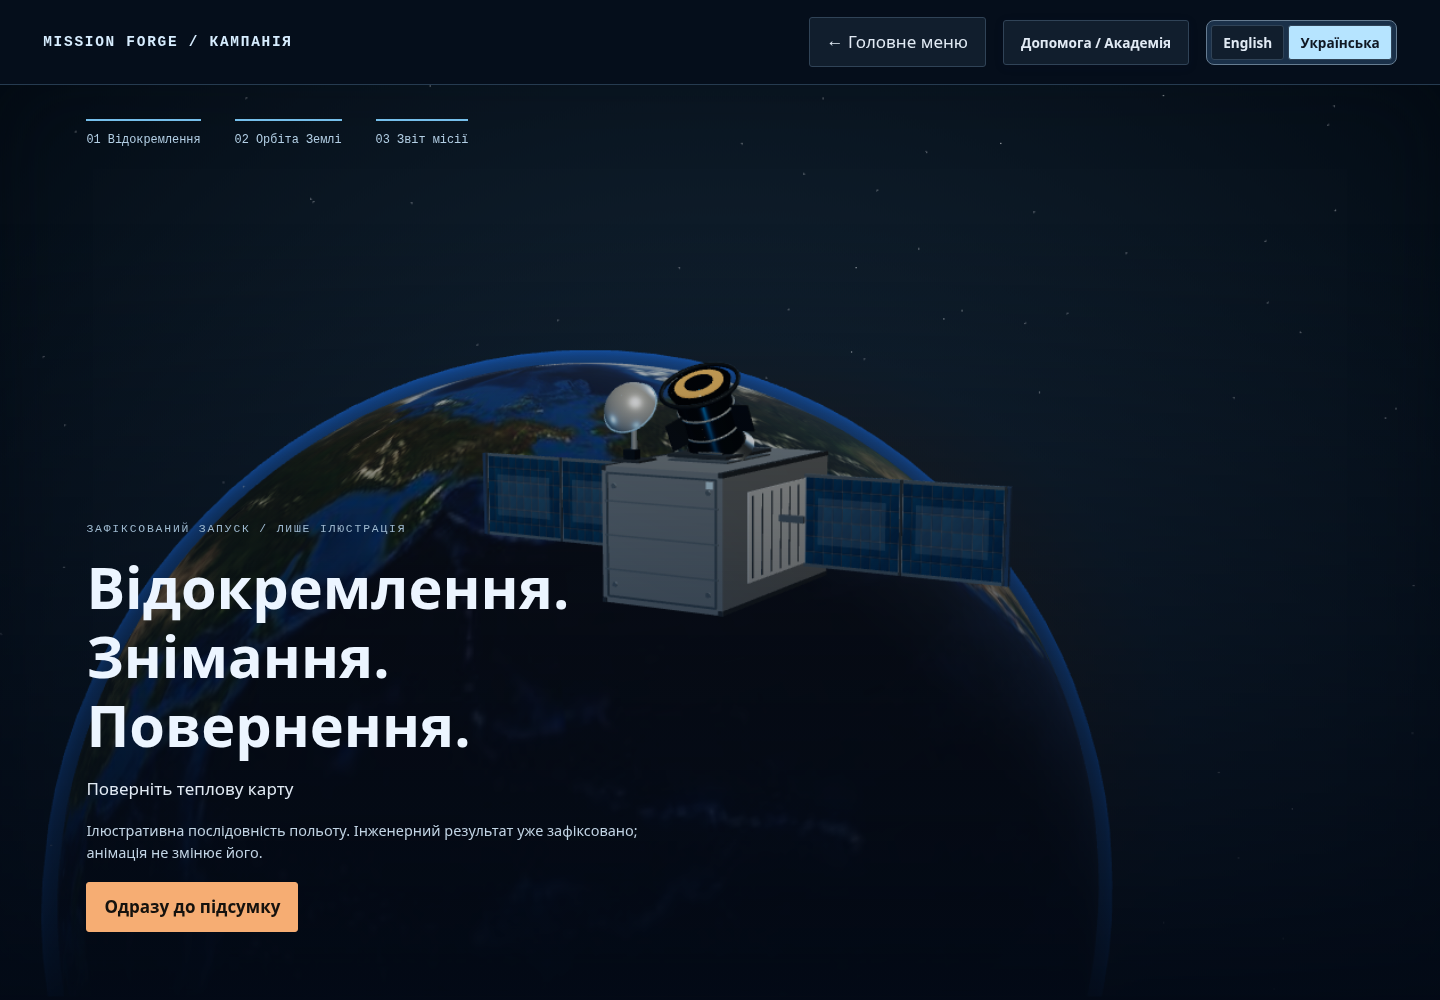 MISSION FORGE / КАМПАНІЯ
← Головне меню
Допомога / Академія
English
Українська
01 Відокремлення
02 Орбіта Землі
03 Звіт місії
ЗАФІКСОВАНИЙ ЗАПУСК / ЛИШЕ ІЛЮСТРАЦІЯ
Відокремлення.
Знімання.
Повернення.
Поверніть теплову карту
Ілюстративна послідовність польоту. Інженерний результат уже зафіксовано;
анімація не змінює його.
Одразу до підсумку